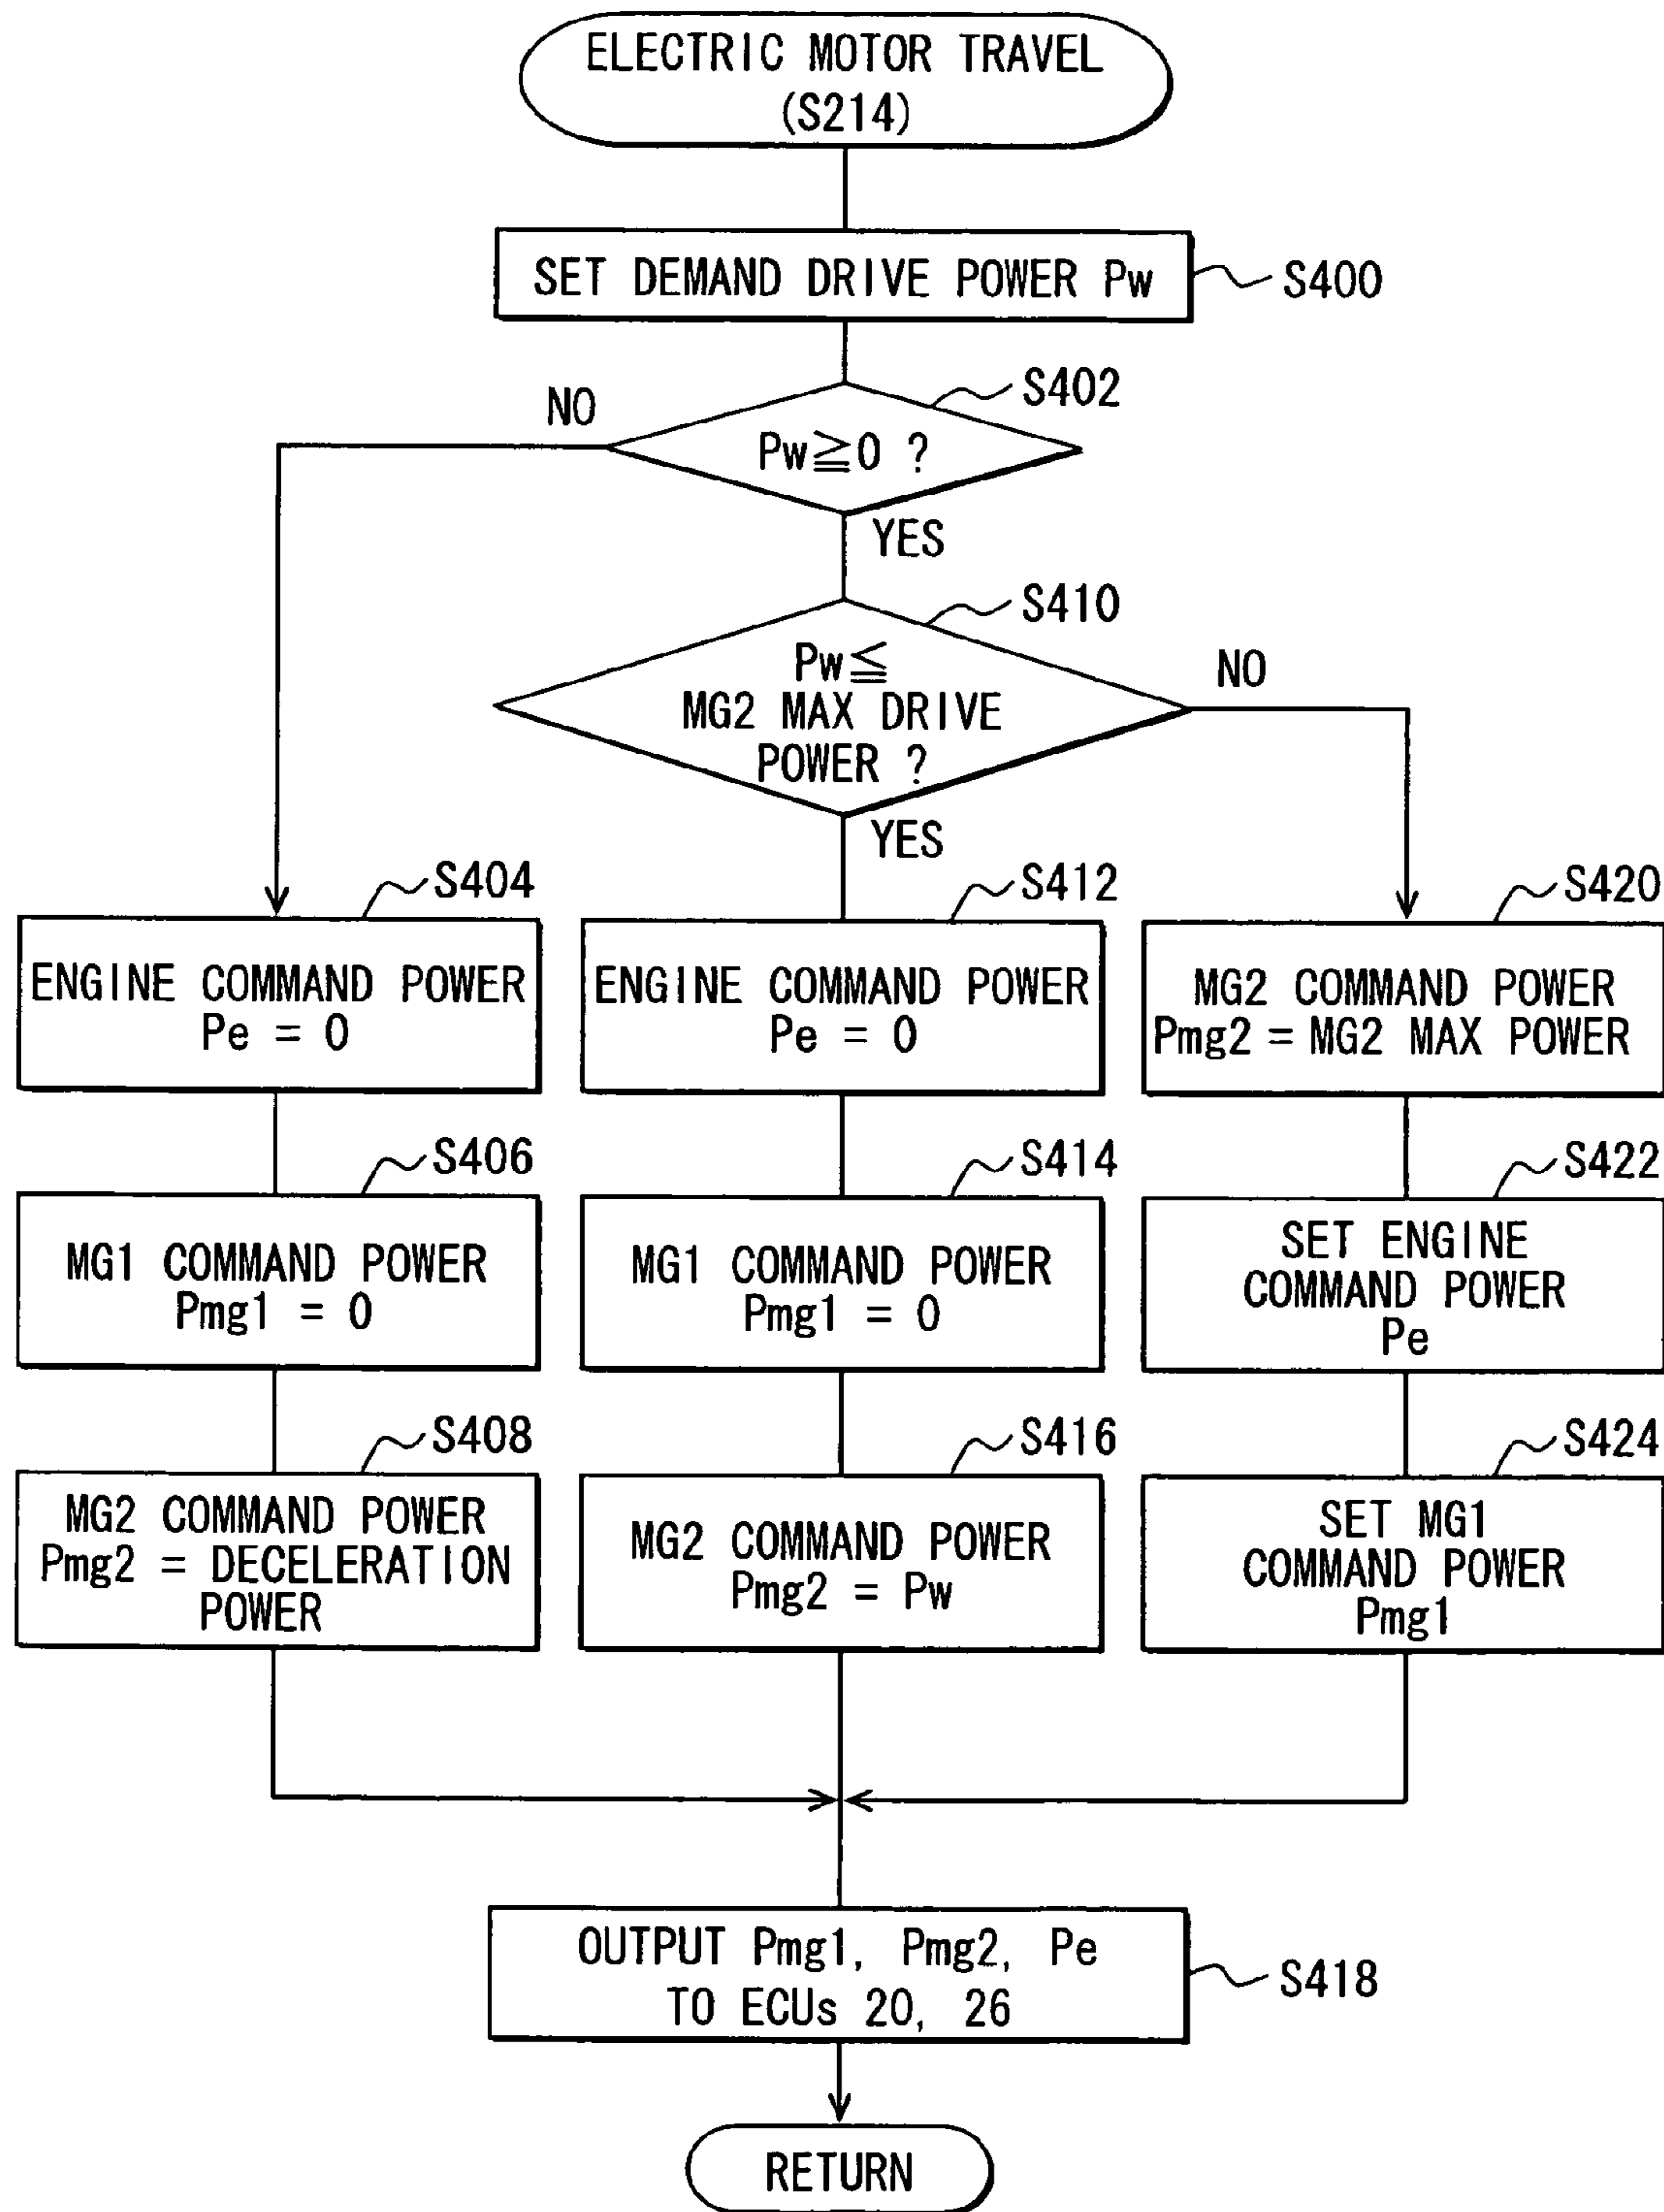 ELECTRIC MOTOR TRAVEL
(S214)
SET DEMAND DRIVE POWER Pw
S400
S402
NO
Pw≧0 ?
YES
S410
Pw≦
MG2 MAX DRIVE
POWER ?
NO
YES
S404
ENGINE COMMAND POWER
Pe = 0
S406
MG1 COMMAND POWER
Pmg1 = 0
S408
MG2 COMMAND POWER
Pmg2 = DECELERATION
POWER
S412
ENGINE COMMAND POWER
Pe = 0
S414
MG1 COMMAND POWER
Pmg1 = 0
S416
MG2 COMMAND POWER
Pmg2 = Pw
S420
MG2 COMMAND POWER
Pmg2 = MG2 MAX POWER
S422
SET ENGINE
COMMAND POWER
Pe
S424
SET MG1
COMMAND POWER
Pmg1
OUTPUT Pmg1, Pmg2, Pe
TO ECUs 20, 26
S418
RETURN